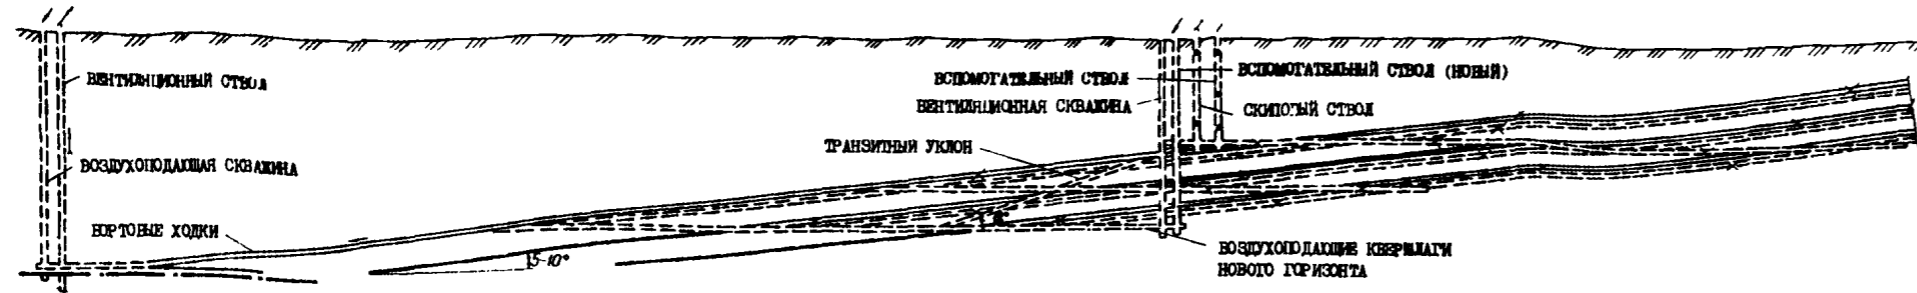 ВЕНТИЛЯЦИОННЫЙ СТВОЛ
ВОЗДУХОПОДАЮЩАЯ СКВАЖИНА
БОРТОВЫЕ ХОДКИ
5-10°
ТРАНЗИТНЫЙ УКЛОН
ВСПОМОГАТЕЛЬНЫЙ СТВОЛ
ВЕНТИЛЯЦИОННАЯ СКВАЖИНА
ВСПОМОГАТЕЛЬНЫЙ СТВОЛ (НОВЫЙ)
СКИПОВЫЙ СТВОЛ
ВОЗДУХОПОДАЮЩИЕ КВЕРШЛАГИ
НОВОГО ГОРИЗОНТА